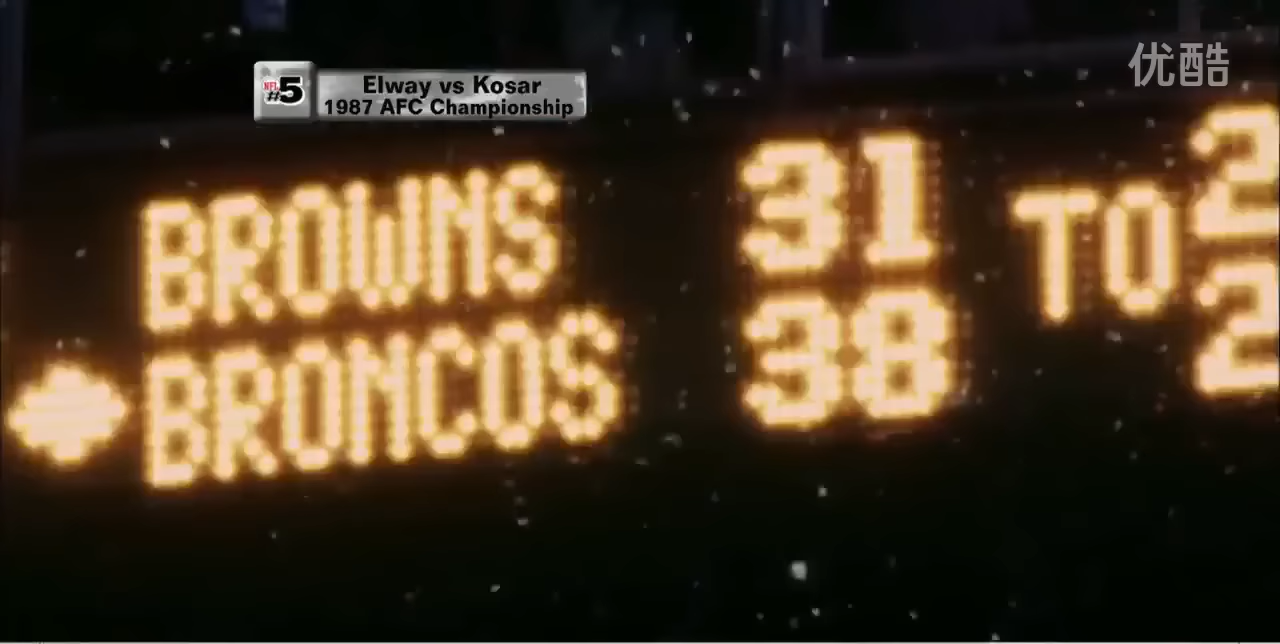 优酷
NFL
#5
Elway vs Kosar
1987 AFC Championship
BROWNS 31 TO 2
BRONCOS 38 2